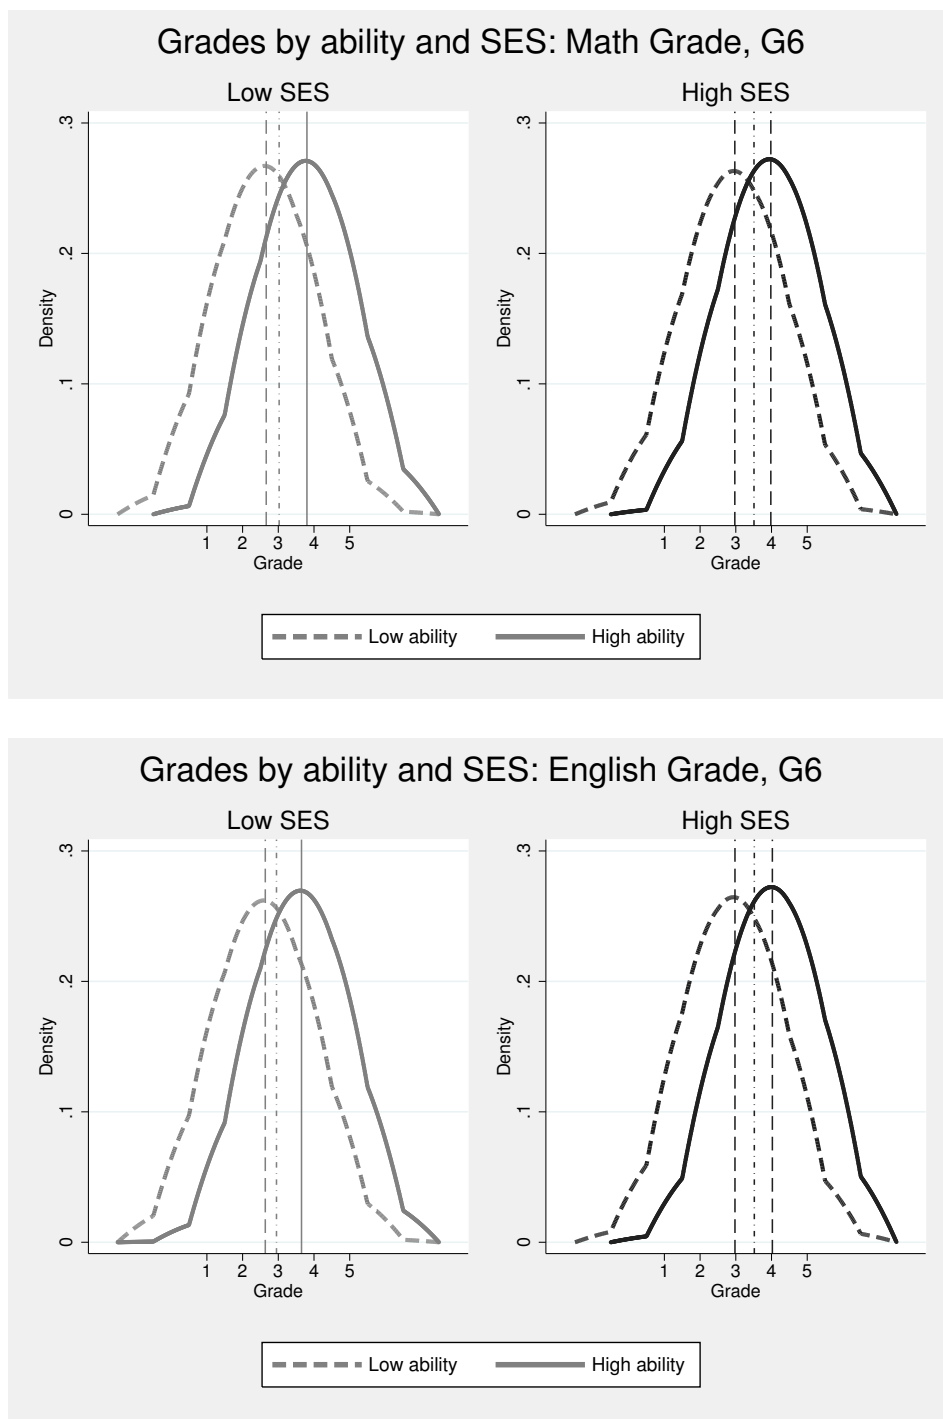 Grades by ability and SES: Math Grade, G6
Low SES
High SES
Density
.3
.2
.1
0
1 2 3 4 5
Grade
Density
.3
.2
.1
0
1 2 3 4 5
Grade
Low ability
High ability
Grades by ability and SES: English Grade, G6
Low SES
High SES
Density
.3
.2
.1
0
1 2 3 4 5
Grade
Density
.3
.2
.1
0
1 2 3 4 5
Grade
Low ability
High ability